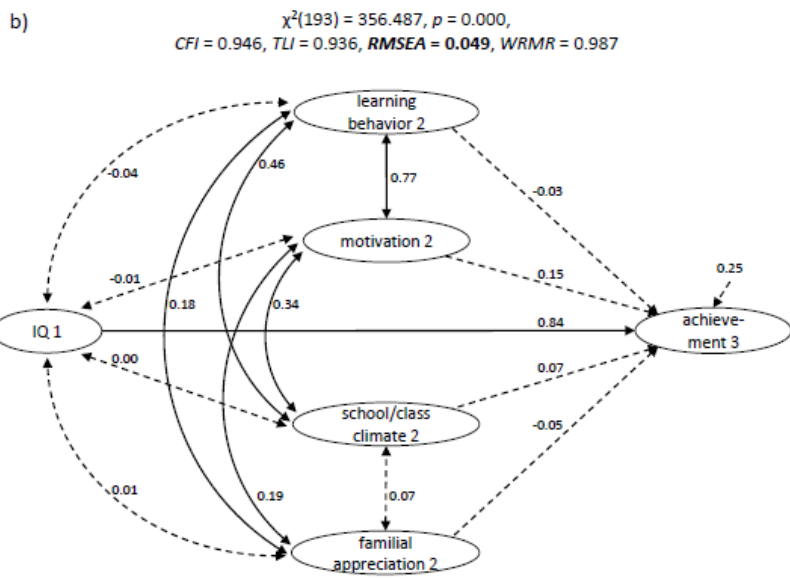 b)
χ²(193) = 356.487, p = 0.000,
CFI = 0.946, TLI = 0.936, RMSEA = 0.049, WRMR = 0.987
learning
behavior 2
-0.04
0.46
0.77
-0.03
motivation 2
-0.01
0.15
0.25
0.18
0.34
IQ 1
0.84
achieve-
ment 3
0.00
0.07
school/class
climate 2
-0.05
0.01
0.19
0.07
familial
appreciation 2